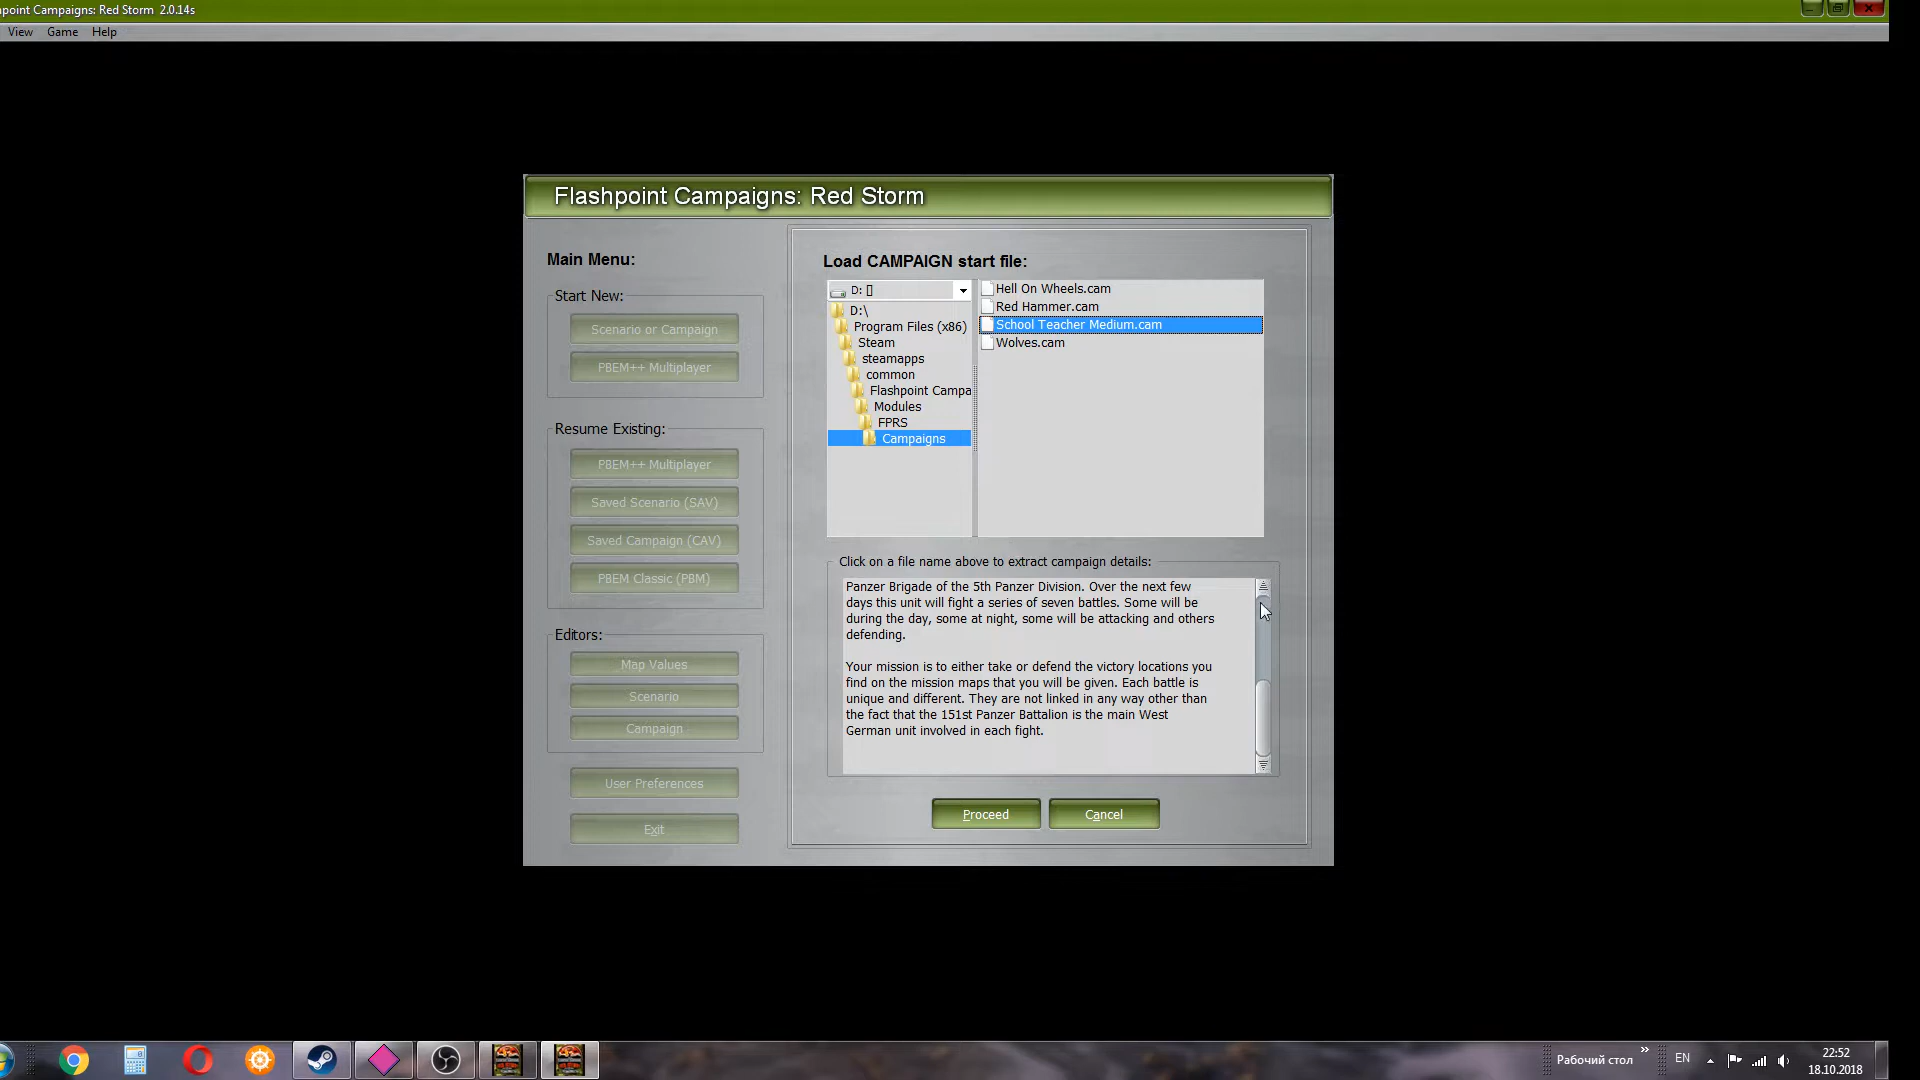 point Campaigns: Red Storm 2.0.14s
View Game Help
Flashpoint Campaigns: Red Storm
Main Menu:
Start New:
Scenario or Campaign
PBEM++ Multiplayer
Resume Existing:
PBEM++ Multiplayer
Saved Scenario (SAV)
Saved Campaign (CAV)
PBEM Classic (PBM)
Editors:
Map Values
Scenario
Campaign
User Preferences
Exit
Load CAMPAIGN start file:
D: []
D:\
Program Files (x86)
Steam
steamapps
common
Flashpoint Campa
Modules
FPRS
Campaigns
Hell On Wheels.cam
Red Hammer.cam
School Teacher Medium.cam
Wolves.cam
Click on a file name above to extract campaign details:
Panzer Brigade of the 5th Panzer Division. Over the next few
days this unit will fight a series of seven battles. Some will be
during the day, some at night, some will be attacking and others
defending.
Your mission is to either take or defend the victory locations you
find on the mission maps that you will be given. Each battle is
unique and different. They are not linked in any way other than
the fact that the 151st Panzer Battalion is the main West
German unit involved in each fight.
Proceed
Cancel
Рабочий стол
EN
22:52
18.10.2018